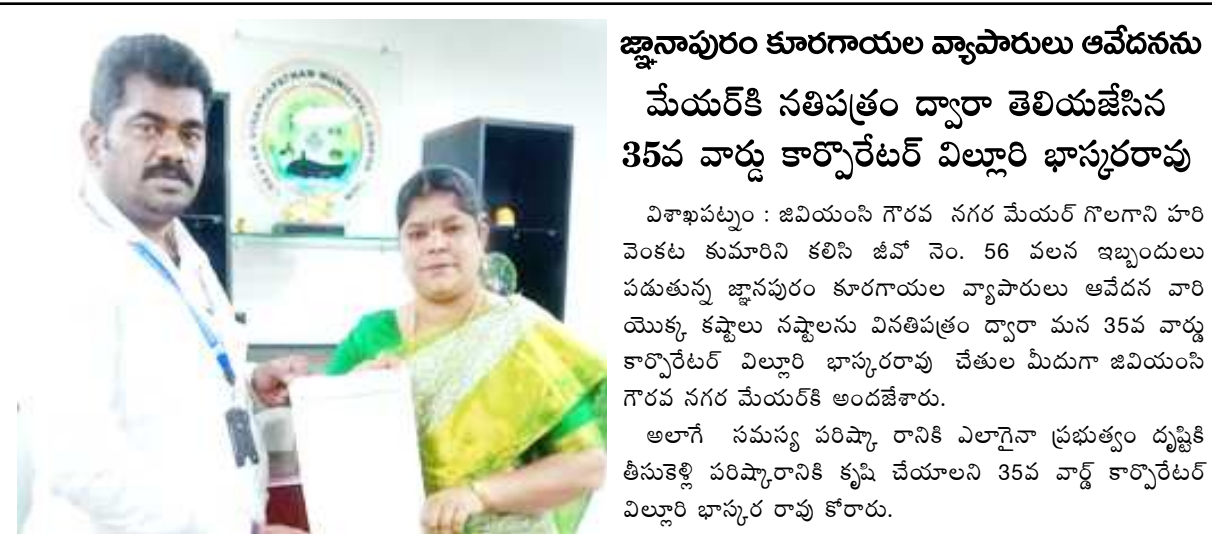 జ్ఞానాపురం కూరగాయల వ్యాపారులు ఆవేదనను
మేయర్‌కి నతిపత్రం ద్వారా తెలియజేసిన
35వ వార్డు కార్పొరేటర్ విల్లూరి భాస్కరరావు
విశాఖపట్నం : జివియంసి గౌరవ నగర మేయర్ గొలగాని హరి
వెంకట కుమారిని కలిసి జీవో నెం. 56 వలన ఇబ్బందులు
పడుతున్న జ్ఞానపురం కూరగాయల వ్యాపారులు ఆవేదన వారి
యొక్క కష్టాలు నష్టాలను వినతిపత్రం ద్వారా మన 35వ వార్డు
కార్పొరేటర్ విల్లూరి భాస్కరరావు చేతుల మీదుగా జివియంసి
గౌరవ నగర మేయర్‌కి అందజేశారు.
అలాగే సమస్య పరిష్కా రానికి ఎలాగైనా ప్రభుత్వం దృష్టికి
తీసుకెళ్లి పరిష్కారానికి కృషి చేయాలని 35వ వార్డ్ కార్పొరేటర్
విల్లూరి భాస్కర రావు కోరారు.